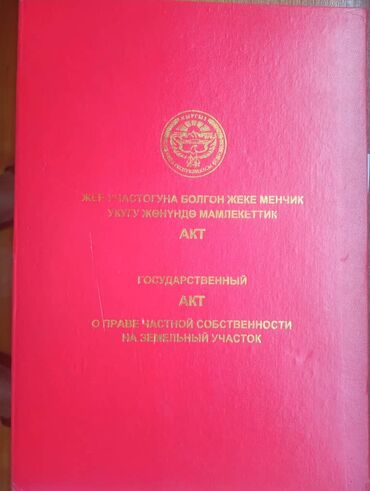 ЖЕР УЧАСТОГУНА БОЛГОН ЖЕКЕ МЕНЧИК
УКУГУ ЖӨНҮНДӨ МАМЛЕКЕТТИК
АКТ
ГОСУДАРСТВЕННЫЙ
АКТ
О ПРАВЕ ЧАСТНОЙ СОБСТВЕННОСТИ
НА ЗЕМЕЛЬНЫЙ УЧАСТОК